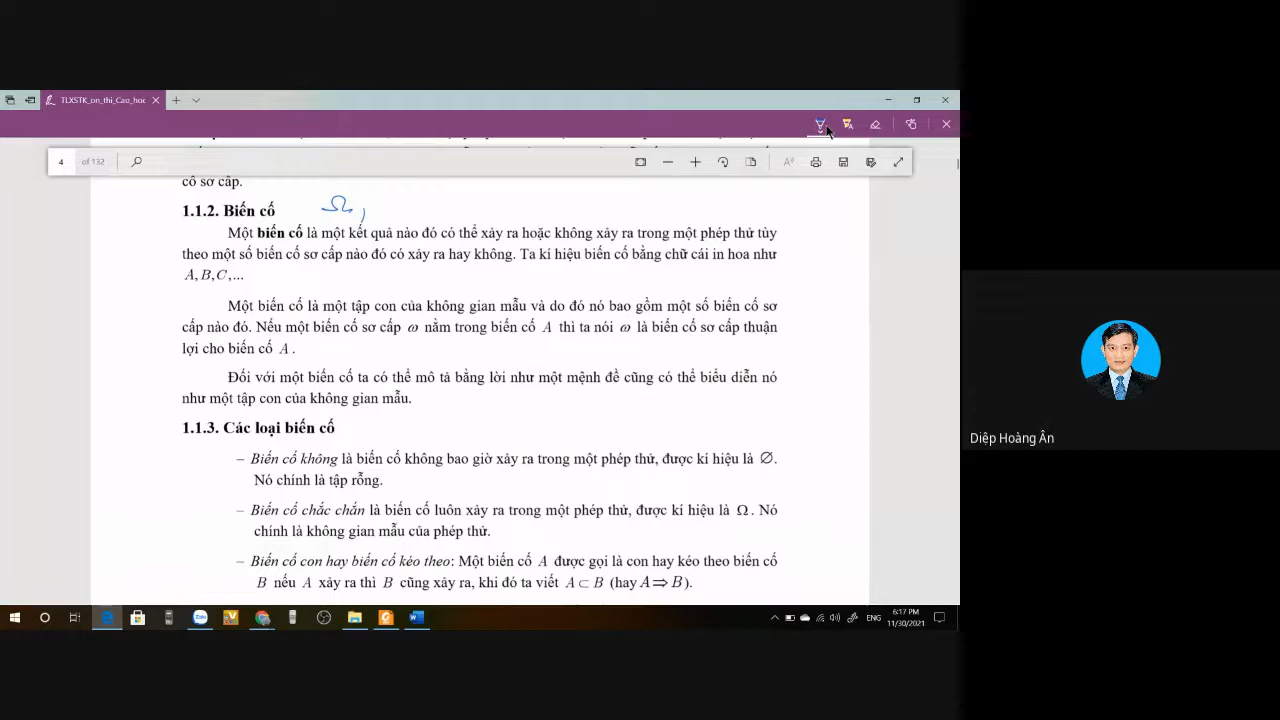 TLXSTK_on_thi_Cao_hoc
4 of 132
cố sơ cấp.
1.1.2. Biến cố
Ω,
Một biến cố là một kết quả nào đó có thể xảy ra hoặc không xảy ra trong một phép thử tùy
theo một số biến cố sơ cấp nào đó có xảy ra hay không. Ta kí hiệu biến cố bằng chữ cái in hoa như
A, B, C, ...
Một biến cố là một tập con của không gian mẫu và do đó nó bao gồm một số biến cố sơ
cấp nào đó. Nếu một biến cố sơ cấp ω nằm trong biến cố A thì ta nói ω là biến cố sơ cấp thuận
lợi cho biến cố A.
Đối với một biến cố ta có thể mô tả bằng lời như một mệnh đề cũng có thể biểu diễn nó
như một tập con của không gian mẫu.
1.1.3. Các loại biến cố
– Biến cố không là biến cố không bao giờ xảy ra trong một phép thử, được kí hiệu là ∅.
Nó chính là tập rỗng.
– Biến cố chắc chắn là biến cố luôn xảy ra trong một phép thử, được kí hiệu là Ω. Nó
chính là không gian mẫu của phép thử.
– Biến cố con hay biến cố kéo theo: Một biến cố A được gọi là con hay kéo theo biến cố
B nếu A xảy ra thì B cũng xảy ra, khi đó ta viết A ⊂ B (hay A ⇒ B).
Diệp Hoàng Ân
Zalo
ENG
6:17 PM
11/30/2021